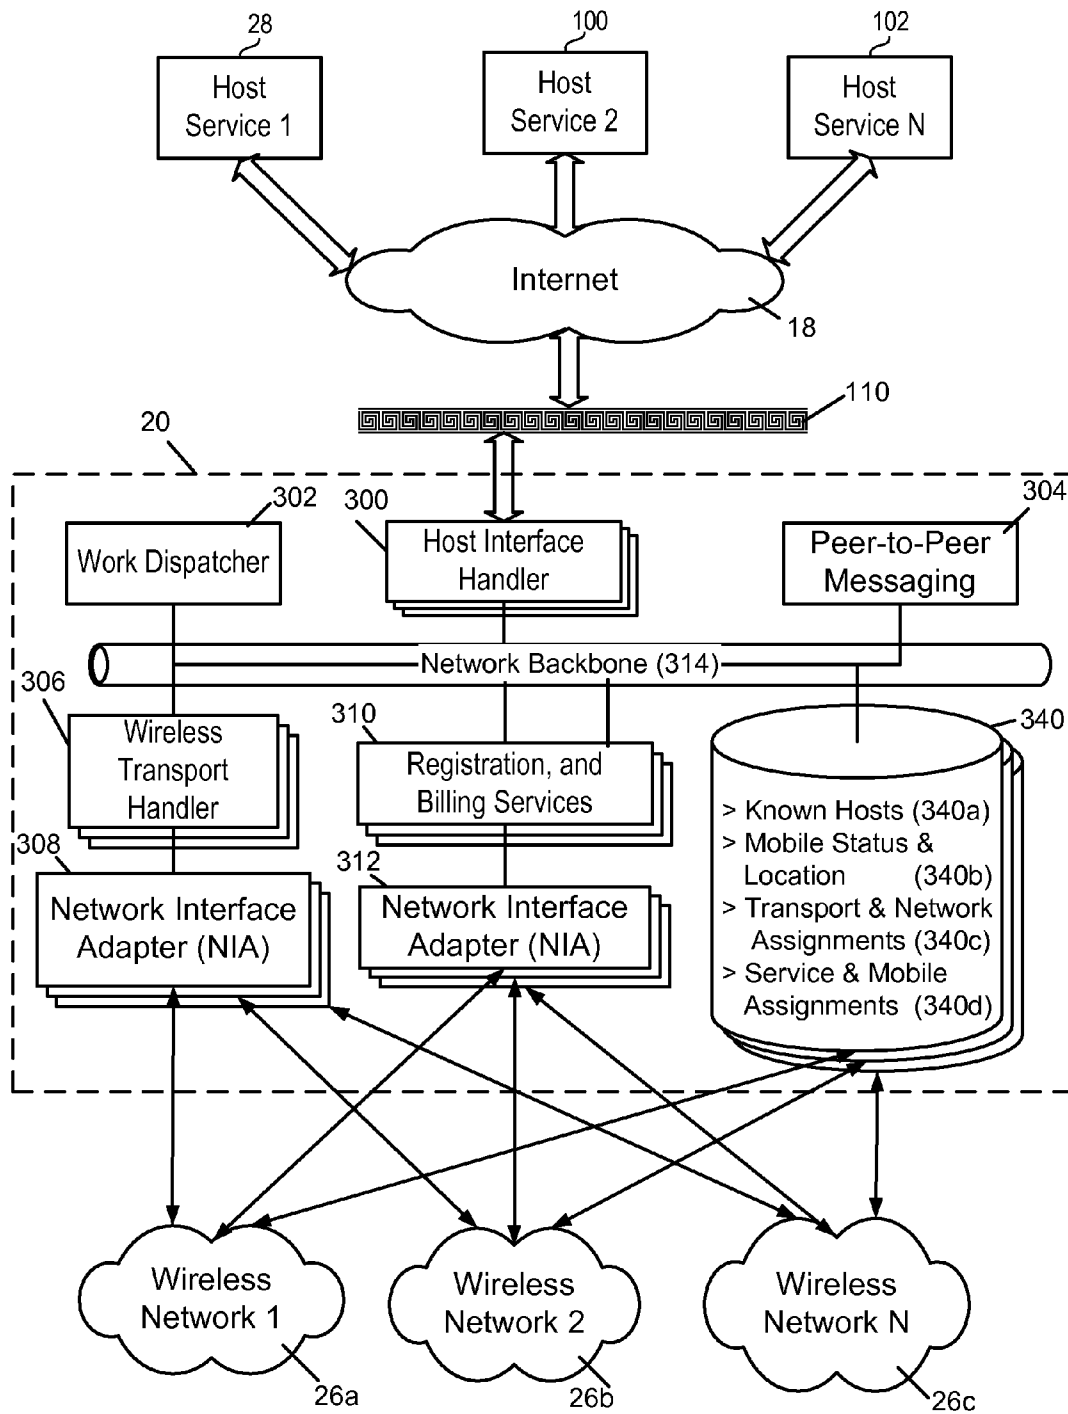 28
100
102
Host
Service 1
Host
Service 2
Host
Service N
Internet
18
110
20
302
300
304
Work Dispatcher
Host Interface
Handler
Peer-to-Peer
Messaging
Network Backbone (314)
306
310
340
Wireless
Transport
Handler
Registration, and
Billing Services
> Known Hosts (340a)
> Mobile Status &
Location (340b)
> Transport & Network
Assignments (340c)
> Service & Mobile
Assignments (340d)
308
312
Network Interface
Adapter (NIA)
Network Interface
Adapter (NIA)
Wireless
Network 1
Wireless
Network 2
Wireless
Network N
26a
26b
26c